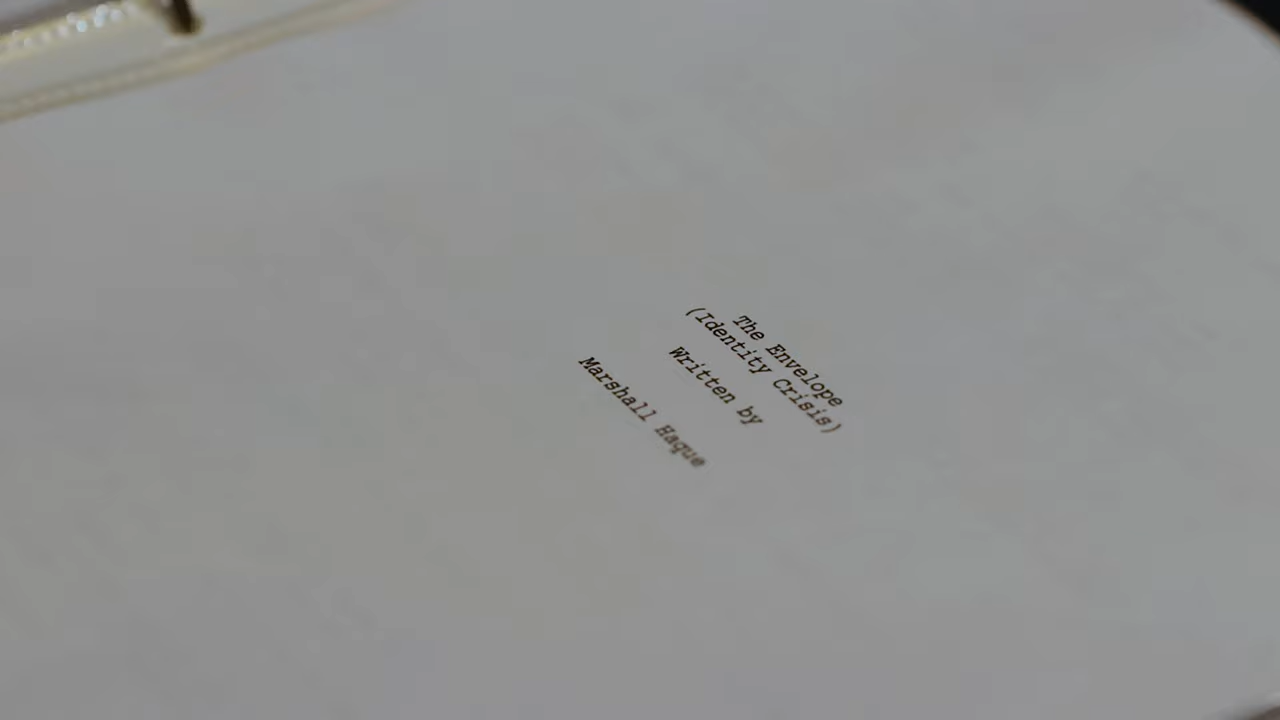 The Envelope
(Identity Crisis)
Written by
Marshall Haque